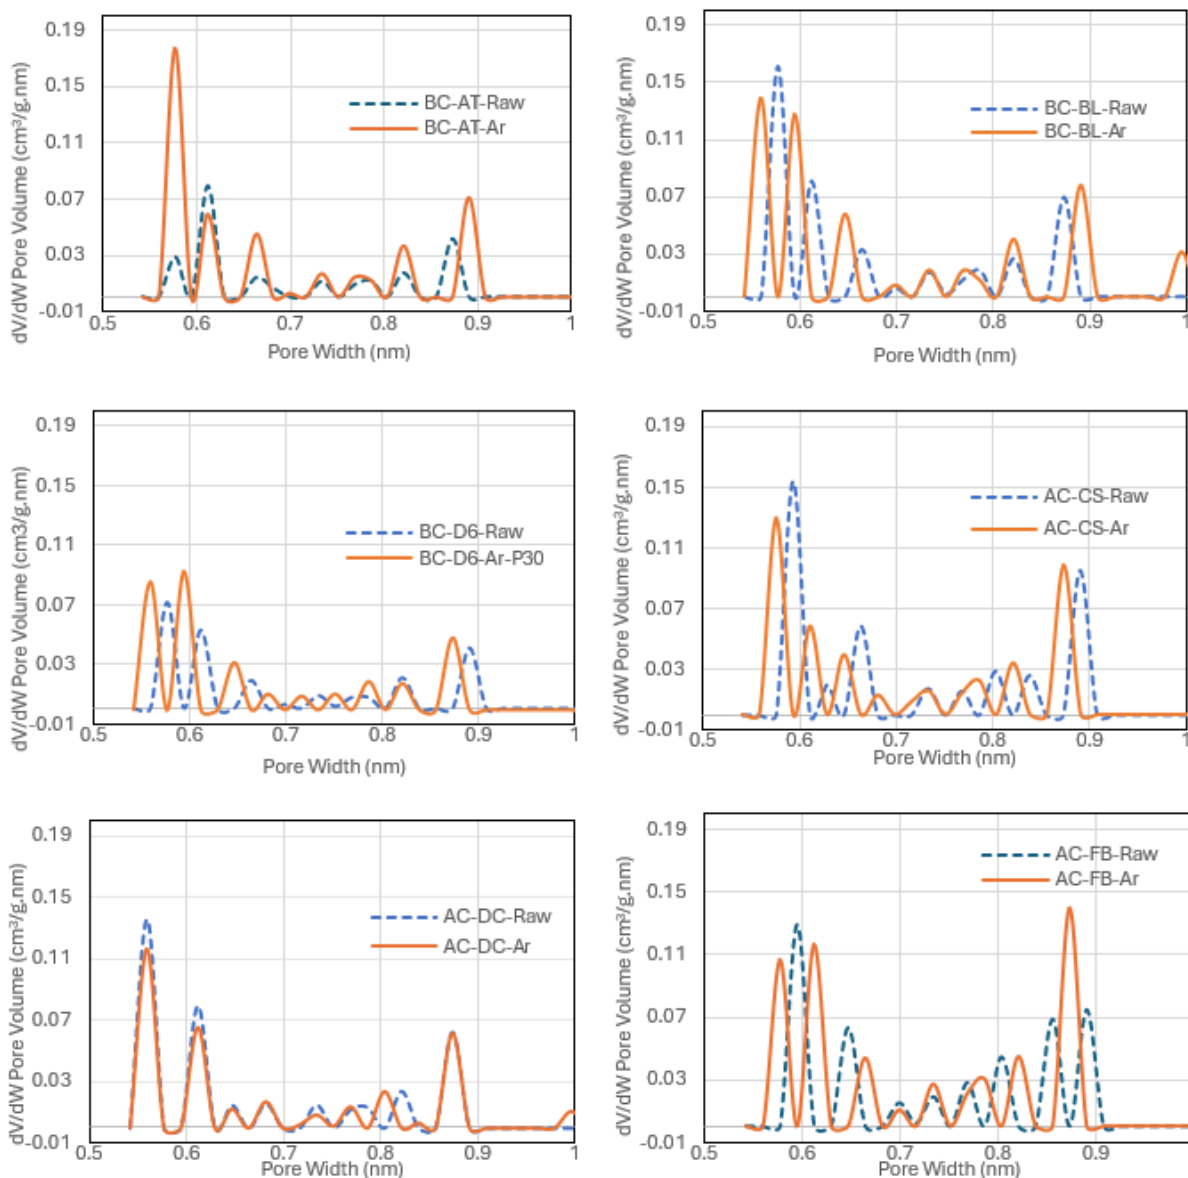 dV/dW Pore Volume (cm³/g.nm)
0.19
0.15
0.11
0.07
0.03
-0.01
0.5 0.6 0.7 0.8 0.9 1
Pore Width (nm)
BC-AT-Raw
BC-AT-Ar
dV/dW Pore Volume (cm³/g.nm)
0.19
0.15
0.11
0.07
0.03
-0.01
0.5 0.6 0.7 0.8 0.9 1
Pore Width (nm)
BC-BL-Raw
BC-BL-Ar
dV/dW Pore Volume (cm3/g.nm)
0.19
0.15
0.11
0.07
0.03
-0.01
0.5 0.6 0.7 0.8 0.9 1
Pore Width (nm)
BC-D6-Raw
BC-D6-Ar-P30
dV/dW Pore Volume (cm³/g.nm)
0.19
0.15
0.11
0.07
0.03
-0.01
0.5 0.6 0.7 0.8 0.9 1
Pore Width (nm)
AC-CS-Raw
AC-CS-Ar
dV/dW Pore Volume (cm³/g.nm)
0.19
0.15
0.11
0.07
0.03
-0.01
0.5 0.6 0.7 0.8 0.9 1
Pore Width (nm)
AC-DC-Raw
AC-DC-Ar
dV/dW Pore Volume (cm³/g.nm)
0.19
0.15
0.11
0.07
0.03
-0.01
0.5 0.6 0.7 0.8 0.9
Pore Width (nm)
AC-FB-Raw
AC-FB-Ar